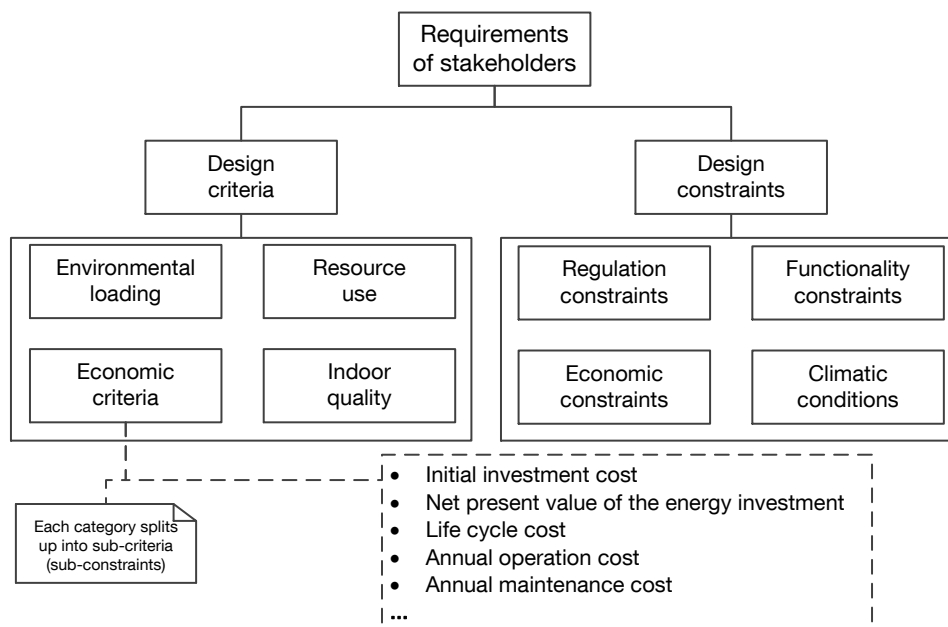 Requirements
of stakeholders
Design
criteria
Design
constraints
Environmental
loading
Resource
use
Regulation
constraints
Functionality
constraints
Economic
criteria
Indoor
quality
Economic
constraints
Climatic
conditions
Each category splits
up into sub-criteria
(sub-constraints)
• Initial investment cost
• Net present value of the energy investment
• Life cycle cost
• Annual operation cost
• Annual maintenance cost
...